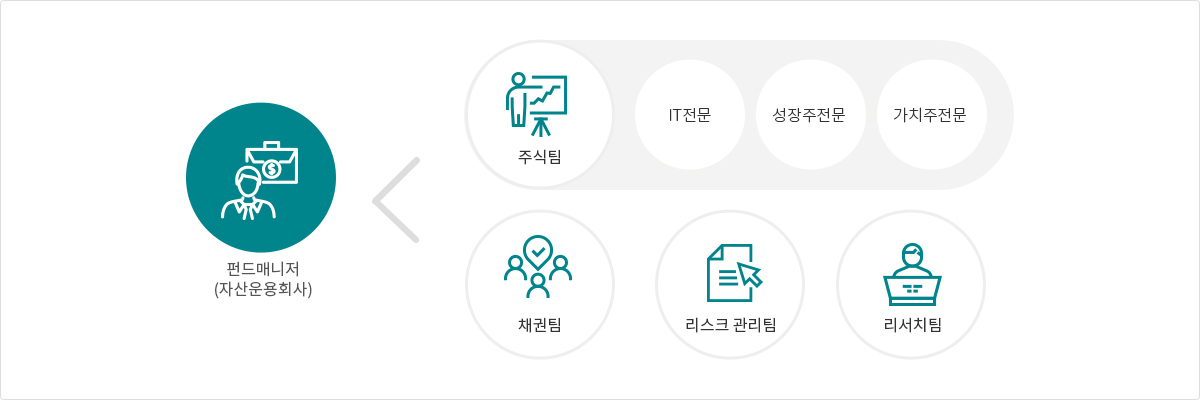 펀드매니저
(자산운용회사)
주식팀
IT전문
성장주전문
가치주전문
채권팀
리스크 관리팀
리서치팀